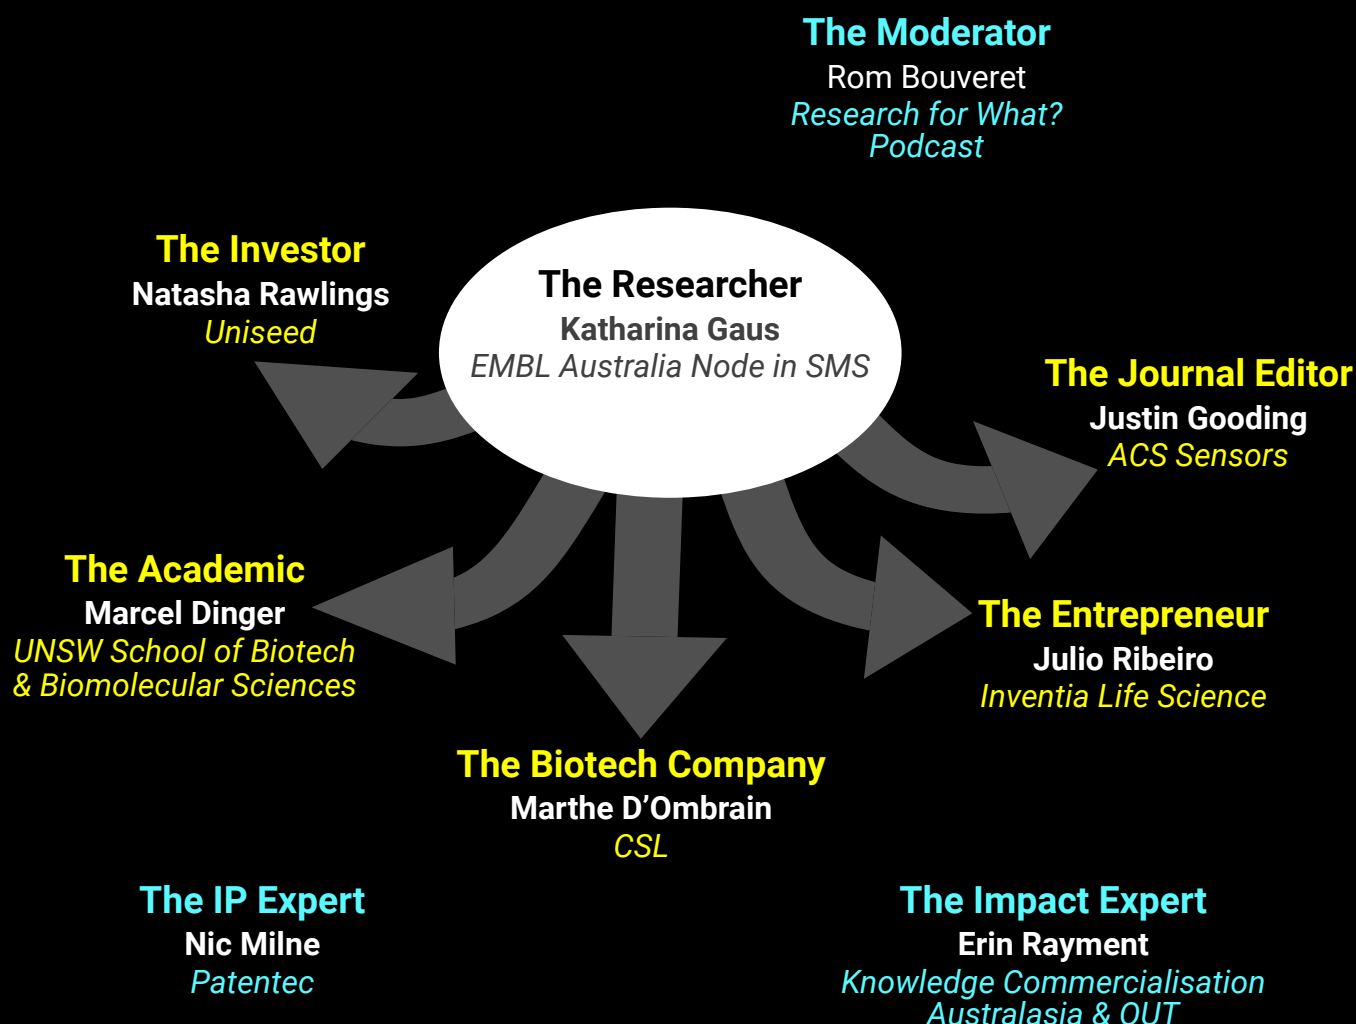 The Moderator
Rom Bouveret
Research for What?
Podcast
The Investor
Natasha Rawlings
Uniseed
The Researcher
Katharina Gaus
EMBL Australia Node in SMS
The Journal Editor
Justin Gooding
ACS Sensors
The Academic
Marcel Dinger
UNSW School of Biotech
& Biomolecular Sciences
The Entrepreneur
Julio Ribeiro
Inventia Life Science
The Biotech Company
Marthe D’Ombrain
CSL
The IP Expert
Nic Milne
Patentec
The Impact Expert
Erin Rayment
Knowledge Commercialisation
Australasia & QUT